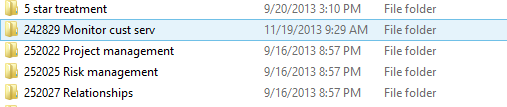 5 star treatment 9/20/2013 3:10 PM File folder
242829 Monitor cust serv 11/19/2013 9:29 AM File folder
252022 Project management 9/16/2013 8:57 PM File folder
252025 Risk management 9/16/2013 8:57 PM File folder
252027 Relationships 9/16/2013 8:57 PM File folder